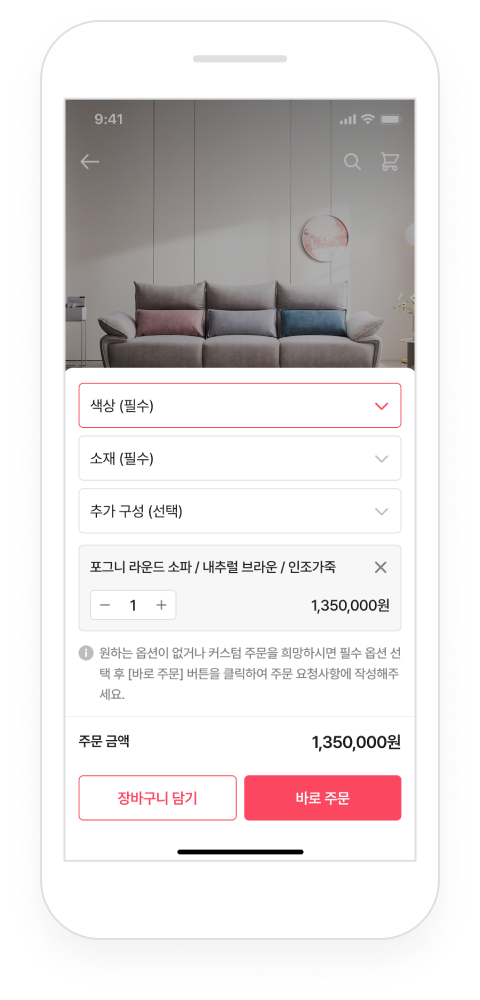 9:41
색상 (필수)
소재 (필수)
추가 구성 (선택)
포그니 라운드 소파 / 내추럴 브라운 / 인조가죽
1
1,350,000원
원하는 옵션이 없거나 커스텀 주문을 희망하시면 필수 옵션 선
택 후 [바로 주문] 버튼을 클릭하여 주문 요청사항에 작성해주
세요.
주문 금액
1,350,000원
장바구니 담기
바로 주문